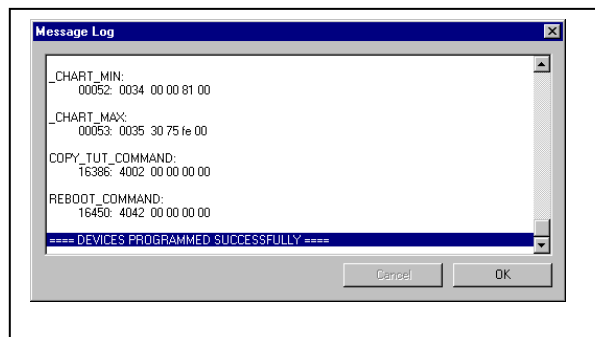 Message Log
_CHART_MIN:
00052: 0034 00 00 81 00
_CHART_MAX:
00053: 0035 30 75 fe 00
COPY_TUT_COMMAND:
16386: 4002 00 00 00 00
REBOOT_COMMAND:
16450: 4042 00 00 00 00
==== DEVICES PROGRAMMED SUCCESSFULLY ====
Cancel
OK